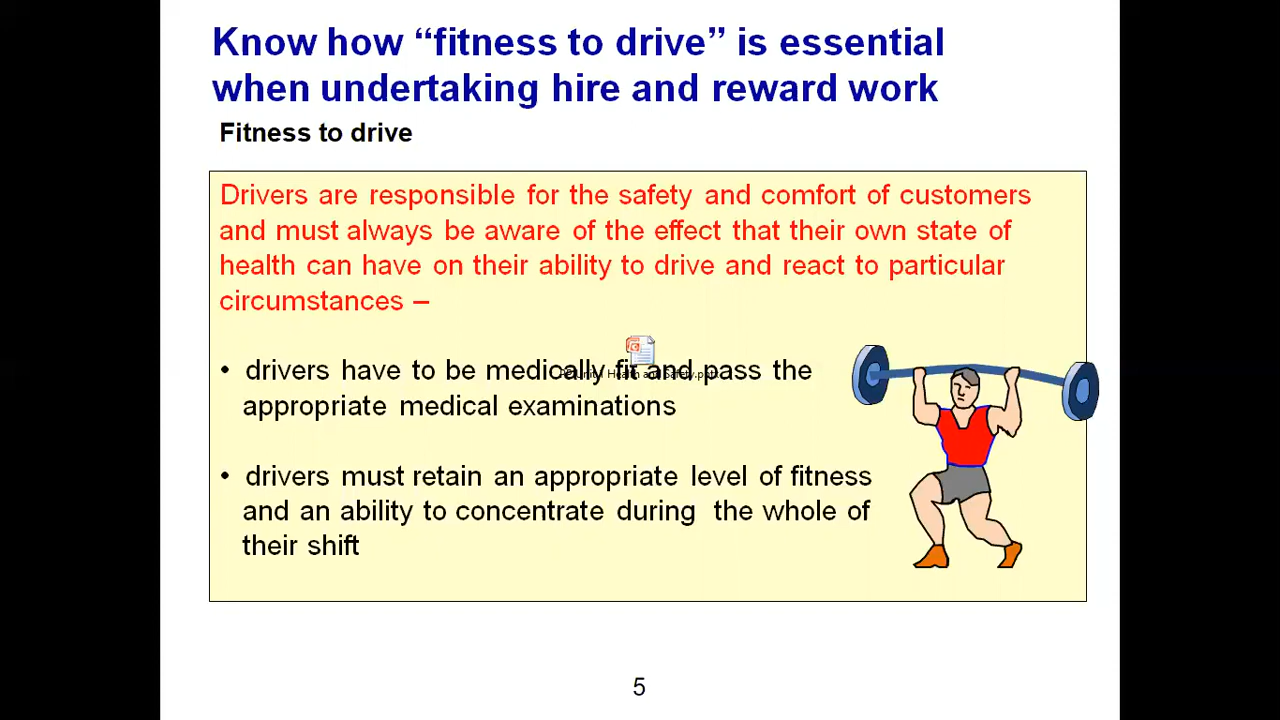 Know how “fitness to drive” is essential
when undertaking hire and reward work
Fitness to drive
Drivers are responsible for the safety and comfort of customers
and must always be aware of the effect that their own state of
health can have on their ability to drive and react to particular
circumstances –
• drivers have to be medically fit and pass the
appropriate medical examinations
Health and Safety.pptx
• drivers must retain an appropriate level of fitness
and an ability to concentrate during the whole of
their shift
5